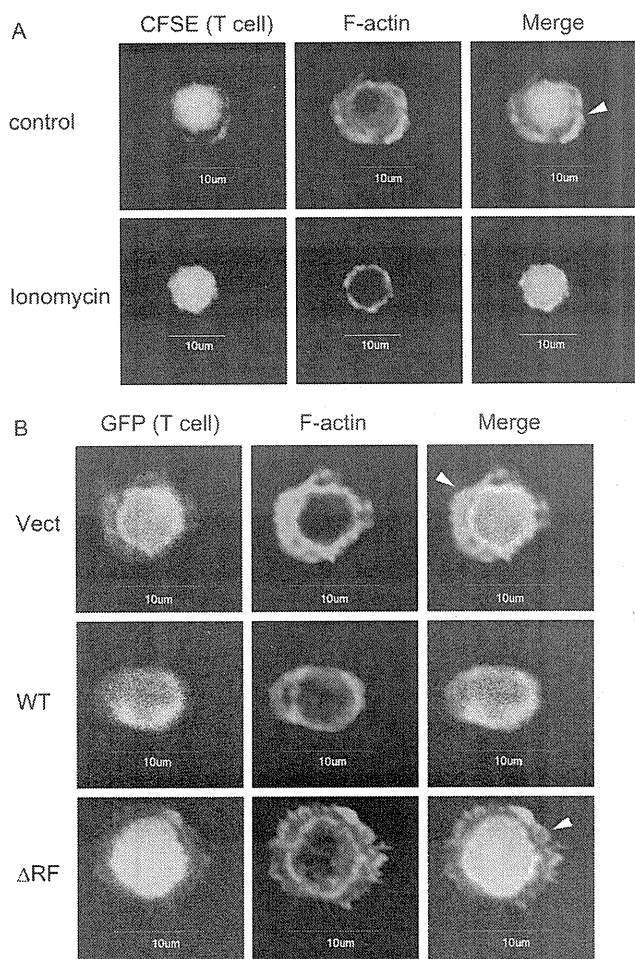 A
CFSE (T cell) F-actin Merge
control
10um 10um 10um
Ionomycin
10um 10um 10um
B
GFP (T cell) F-actin Merge
Vect
10um 10um 10um
WT
10um 10um 10um
ΔRF
10um 10um 10um